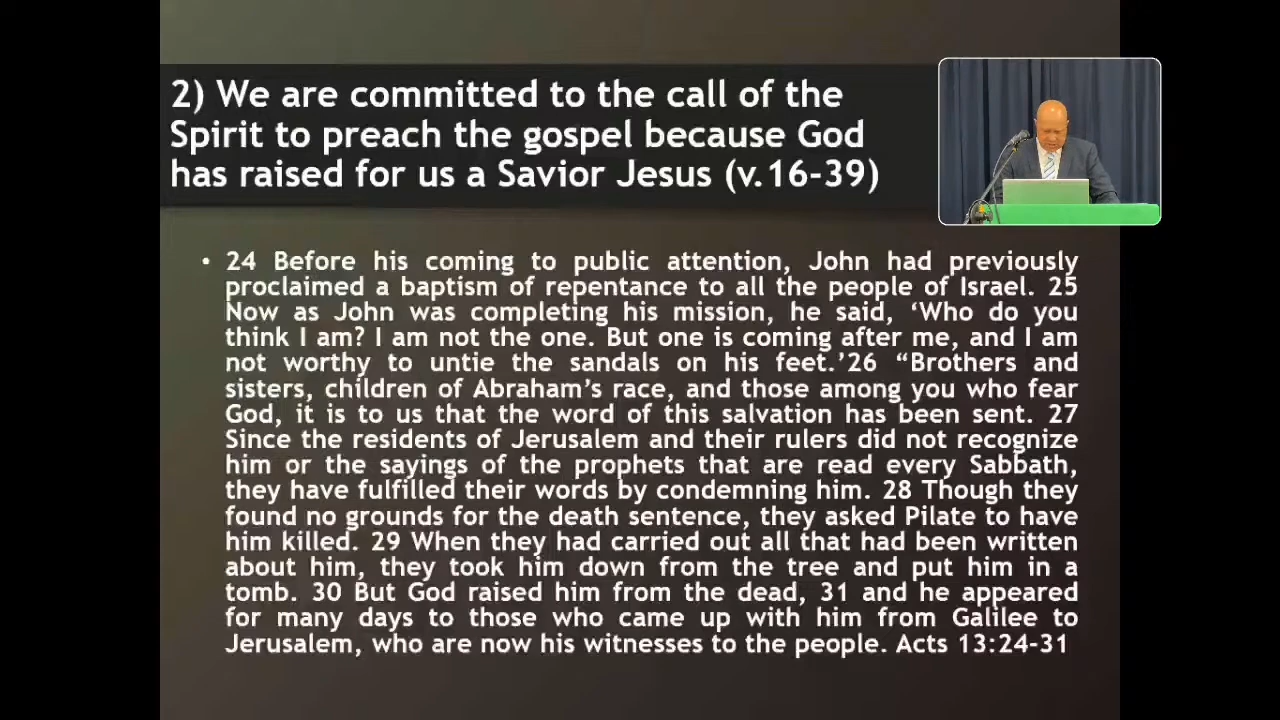 2) We are committed to the call of the
Spirit to preach the gospel because God
has raised for us a Savior Jesus (v.16-39)
• 24 Before his coming to public attention, John had previously
proclaimed a baptism of repentance to all the people of Israel. 25
Now as John was completing his mission, he said, ‘Who do you
think I am? I am not the one. But one is coming after me, and I am
not worthy to untie the sandals on his feet.’26 “Brothers and
sisters, children of Abraham’s race, and those among you who fear
God, it is to us that the word of this salvation has been sent. 27
Since the residents of Jerusalem and their rulers did not recognize
him or the sayings of the prophets that are read every Sabbath,
they have fulfilled their words by condemning him. 28 Though they
found no grounds for the death sentence, they asked Pilate to have
him killed. 29 When they had carried out all that had been written
about him, they took him down from the tree and put him in a
tomb. 30 But God raised him from the dead, 31 and he appeared
for many days to those who came up with him from Galilee to
Jerusalem, who are now his witnesses to the people. Acts 13:24-31